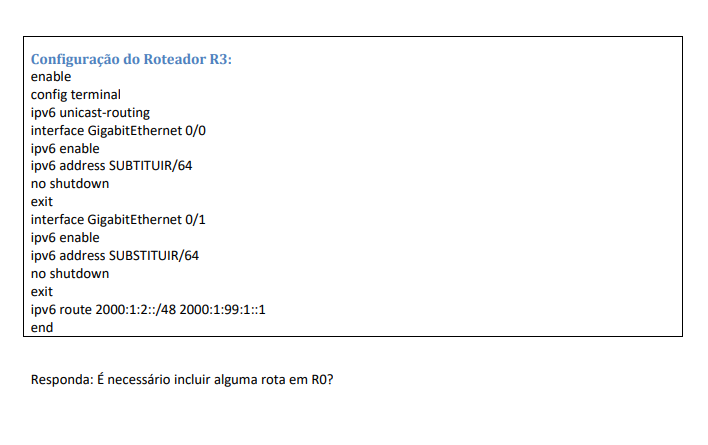 Configuração do Roteador R3:
enable
config terminal
ipv6 unicast-routing
interface GigabitEthernet 0/0
ipv6 enable
ipv6 address SUBTITUIR/64
no shutdown
exit
interface GigabitEthernet 0/1
ipv6 enable
ipv6 address SUBSTITUIR/64
no shutdown
exit
ipv6 route 2000:1:2::/48 2000:1:99:1::1
end
Responda: É necessário incluir alguma rota em R0?